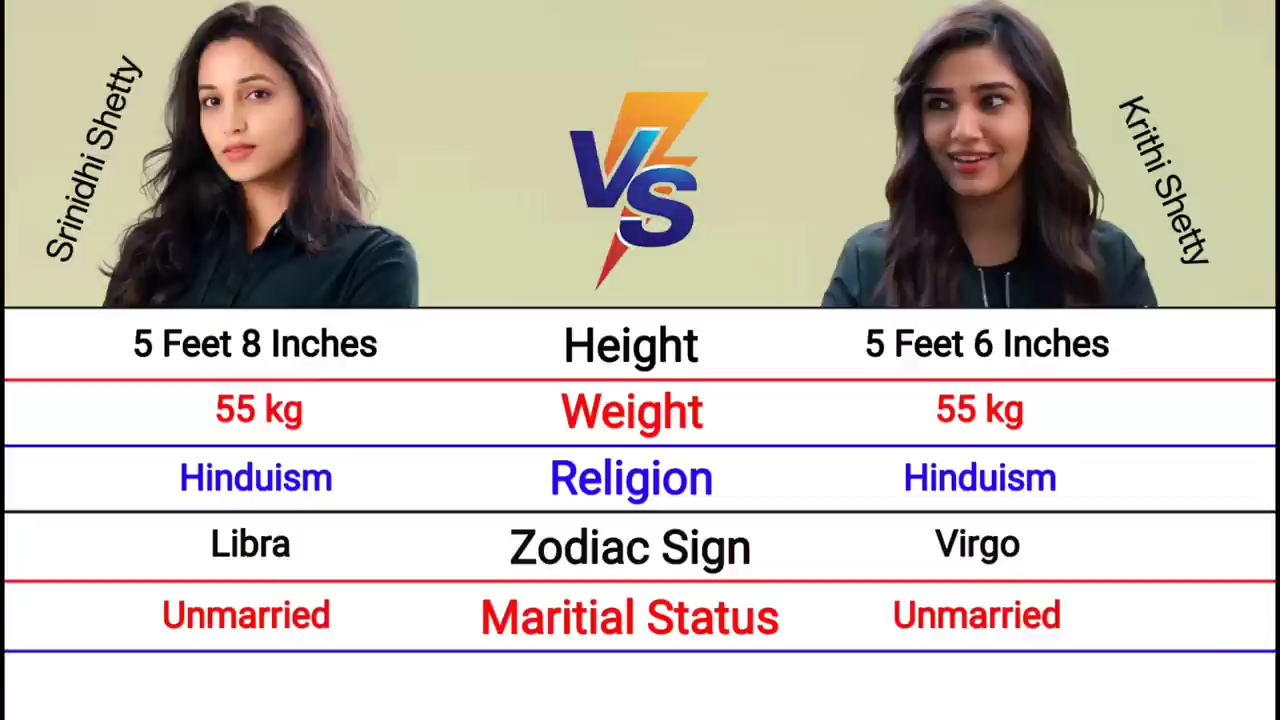 Srinidhi Shetty
VS
Krithi Shetty
5 Feet 8 Inches Height 5 Feet 6 Inches
55 kg Weight 55 kg
Hinduism Religion Hinduism
Libra Zodiac Sign Virgo
Unmarried Maritial Status Unmarried